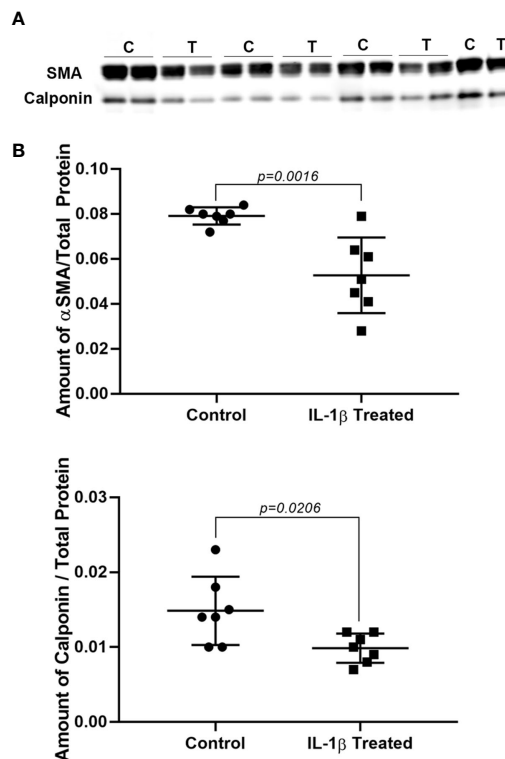 A
C T C T C T C T
SMA
Calponin
B
p=0.0016
Amount of αSMA/Total Protein
0.10
0.08
0.06
0.04
0.02
0.00
Control IL-1β Treated
p=0.0206
Amount of Calponin / Total Protein
0.03
0.02
0.01
0.00
Control IL-1β Treated